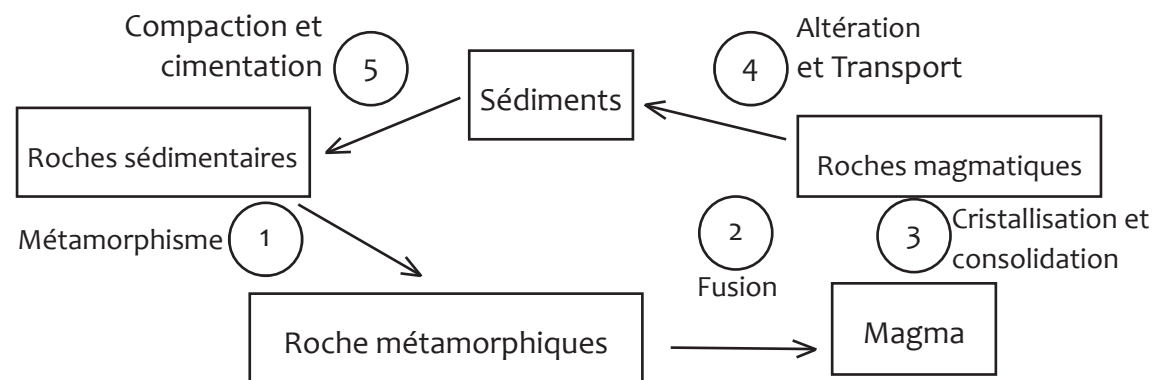 Compaction et
cimentation
5
Sédiments
4
Altération
et Transport
Roches sédimentaires
Roches magmatiques
Métamorphisme
1
2
Fusion
3
Cristallisation et
consolidation
Roche métamorphiques
Magma